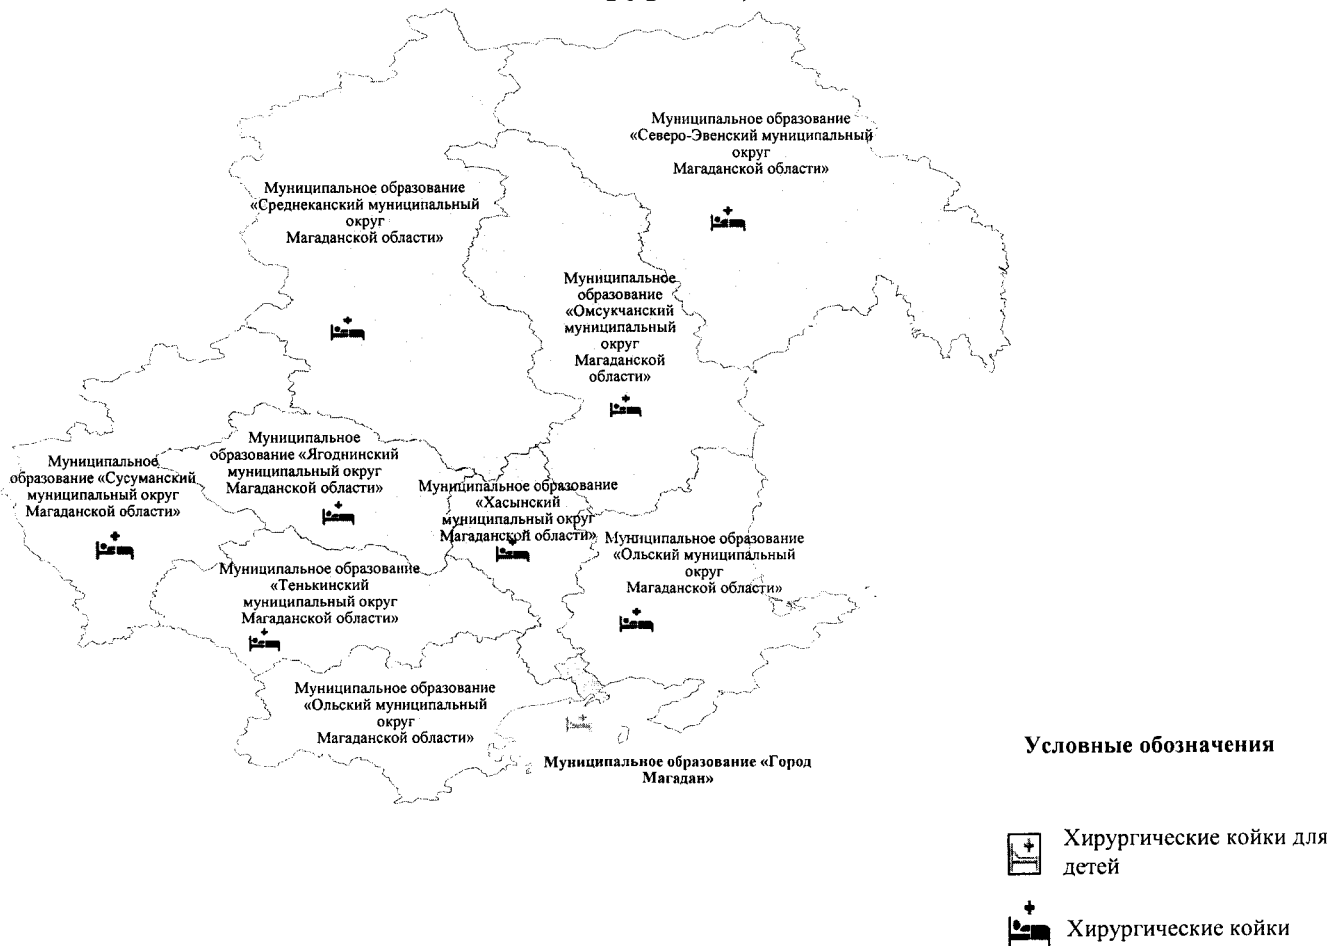 Муниципальное образование
«Северо-Эвенский муниципальный
округ
Магаданской области»
Муниципальное образование
«Среднеканский муниципальный
округ
Магаданской области»
Муниципальное
образование
«Омсукчанский
муниципальный
округ
Магаданской
области»
Муниципальное
образование «Ягоднинский
муниципальный округ
Магаданской области»
Муниципальное
образование «Сусуманский
муниципальный округ
Магаданской области»
Муниципальное образование
«Хасынский
муниципальный округ
Магаданской области»
Муниципальное образование
«Ольский муниципальный
округ
Магаданской области»
Муниципальное образование
«Тенькинский
муниципальный округ
Магаданской области»
Муниципальное образование
«Ольский муниципальный
округ
Магаданской области»
Муниципальное образование «Город
Магадан»
Условные обозначения
Хирургические койки для
детей
Хирургические койки